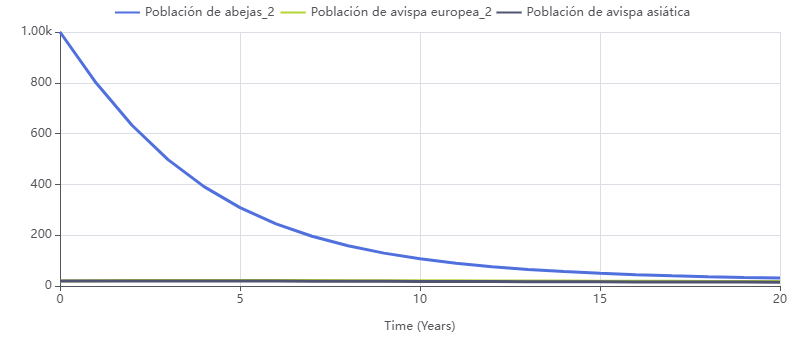 Población de abejas_2 Población de avispa europea_2 Población de avispa asiática
1.00k
800
600
400
200
0
0 5 10 15 20
Time (Years)